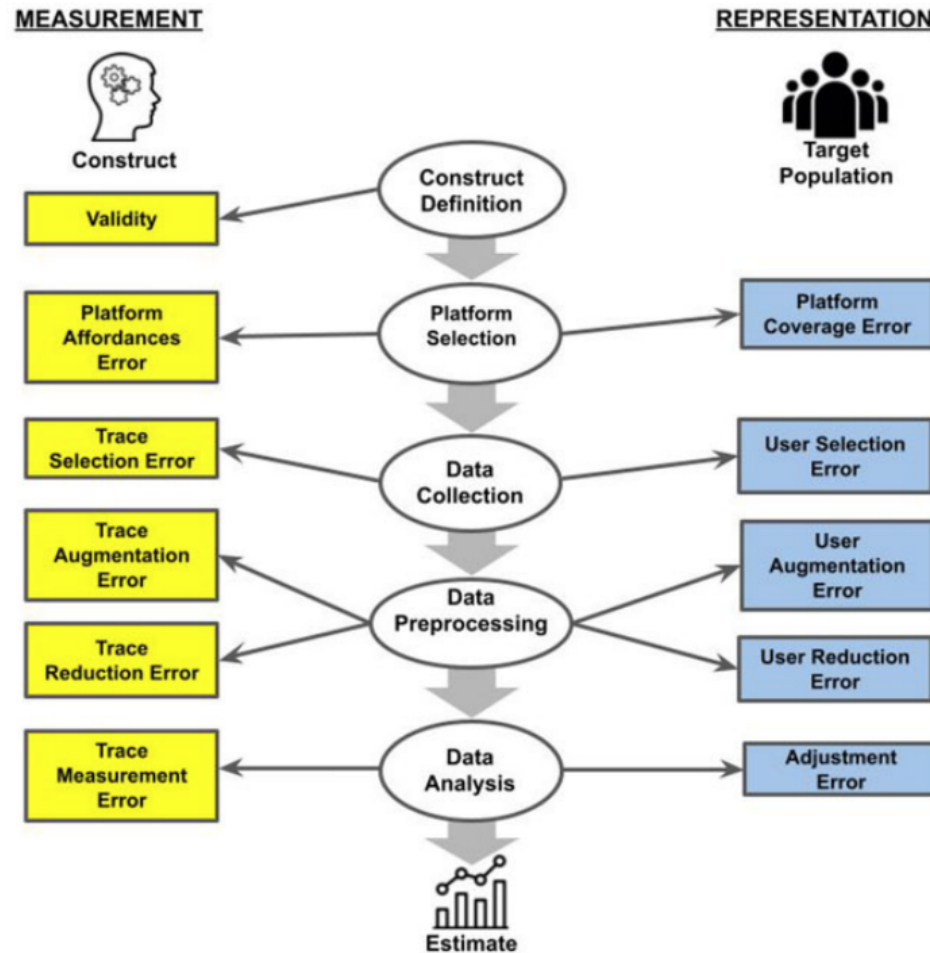 MEASUREMENT
REPRESENTATION
Construct
Target
Population
Construct
Definition
Validity
Platform
Affordances
Error
Platform
Selection
Platform
Coverage Error
Trace
Selection Error
Data
Collection
User Selection
Error
Trace
Augmentation
Error
Data
Preprocessing
User
Augmentation
Error
Trace
Reduction Error
User Reduction
Error
Trace
Measurement
Error
Data
Analysis
Adjustment
Error
Estimate